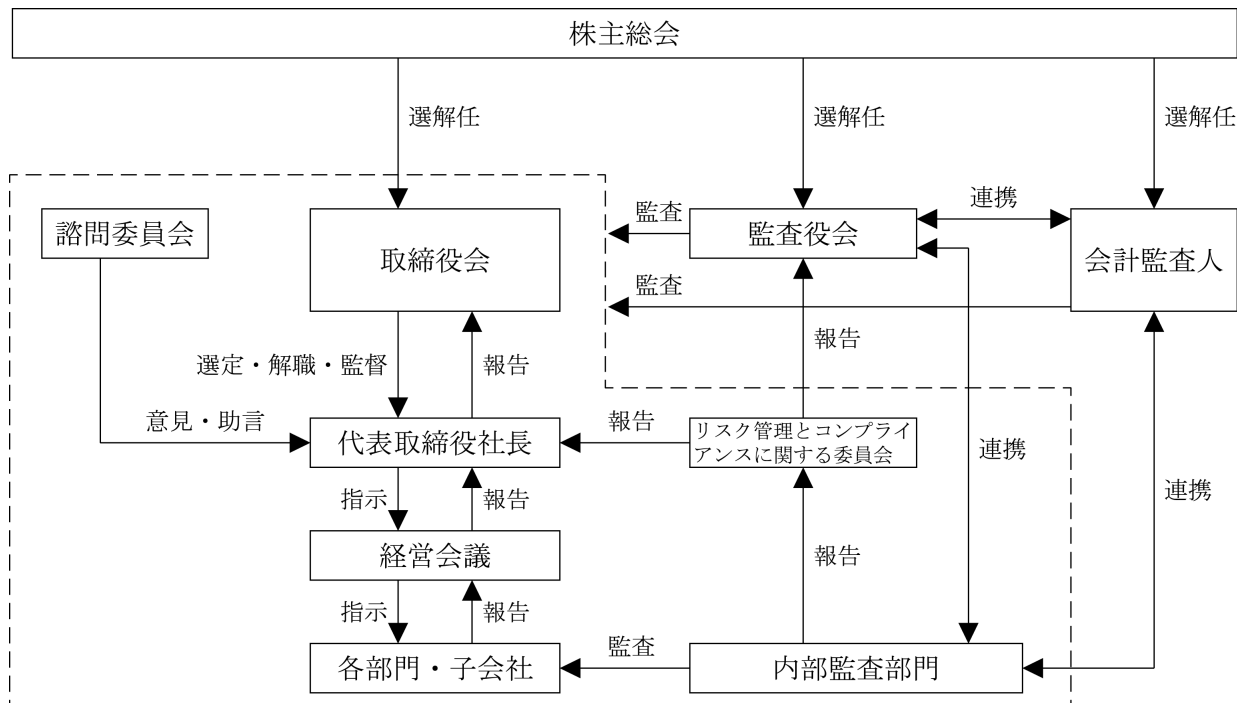 株主総会
選解任
選解任
選解任
諮問委員会
取締役会
監査
監査役会
連携
会計監査人
監査
選定・解職・監督
報告
報告
意見・助言
代表取締役社長
報告
リスク管理とコンプライ
アンスに関する委員会
連携
連携
指示
報告
経営会議
報告
指示
報告
各部門・子会社
監査
内部監査部門